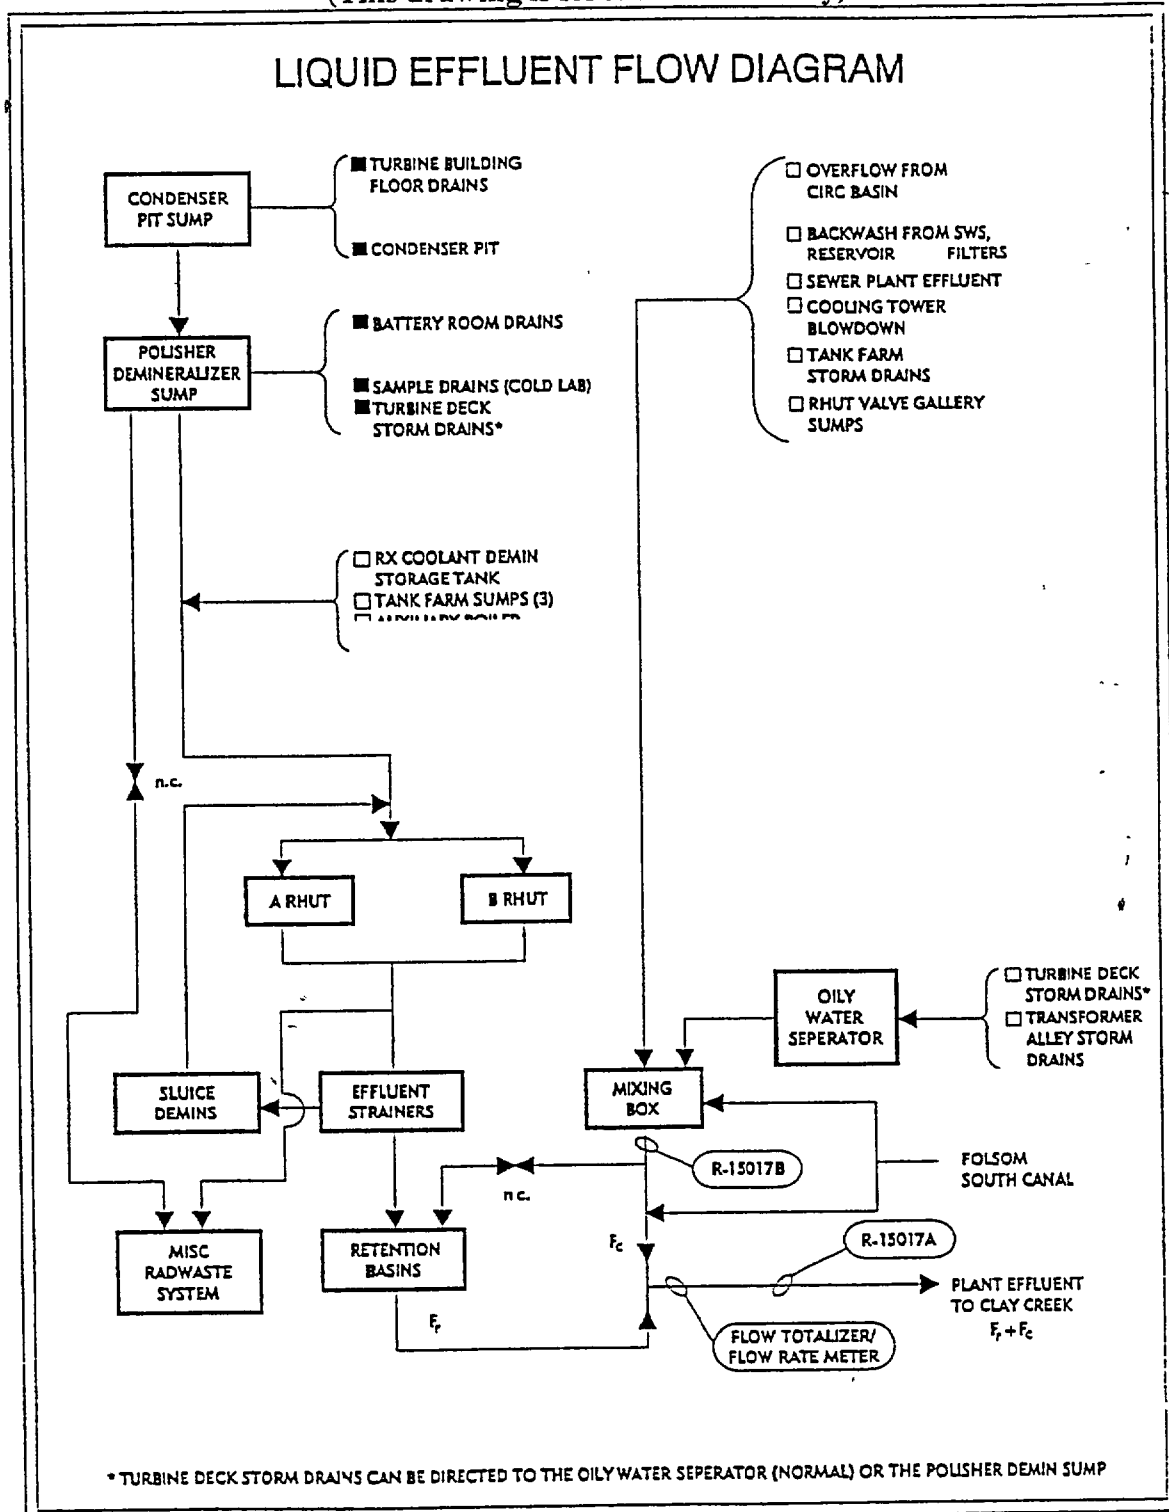 LIQUID EFFLUENT FLOW DIAGRAM
CONDENSER
PIT SUMP
TURBINE BUILDING
FLOOR DRAINS
CONDENSER PIT
POLISHER
DEMINERALIZER
SUMP
BATTERY ROOM DRAINS
SAMPLE DRAINS (COLD LAB)
TURBINE DECK
STORM DRAINS*
OVERFLOW FROM
CIRC BASIN
BACKWASH FROM SWS,
RESERVOIR FILTERS
SEWER PLANT EFFLUENT
COOLING TOWER
BLOWDOWN
TANK FARM
STORM DRAINS
RHUT VALVE GALLERY
SUMPS
RX COOLANT DEMIN
STORAGE TANK
TANK FARM SUMPS (3)
n.c.
A RHUT
B RHUT
OILY
WATER
SEPERATOR
TURBINE DECK
STORM DRAINS*
TRANSFORMER
ALLEY STORM
DRAINS
SLUICE
DEMINS
EFFLUENT
STRAINERS
MIXING
BOX
R-15017B
FOLSOM
SOUTH CANAL
n c.
MISC
RADWASTE
SYSTEM
RETENTION
BASINS
Fc
R-15017A
PLANT EFFLUENT
TO CLAY CREEK
Fr + Fc
Fr
FLOW TOTALIZER/
FLOW RATE METER
* TURBINE DECK STORM DRAINS CAN BE DIRECTED TO THE OILY WATER SEPERATOR (NORMAL) OR THE POLISHER DEMIN SUMP